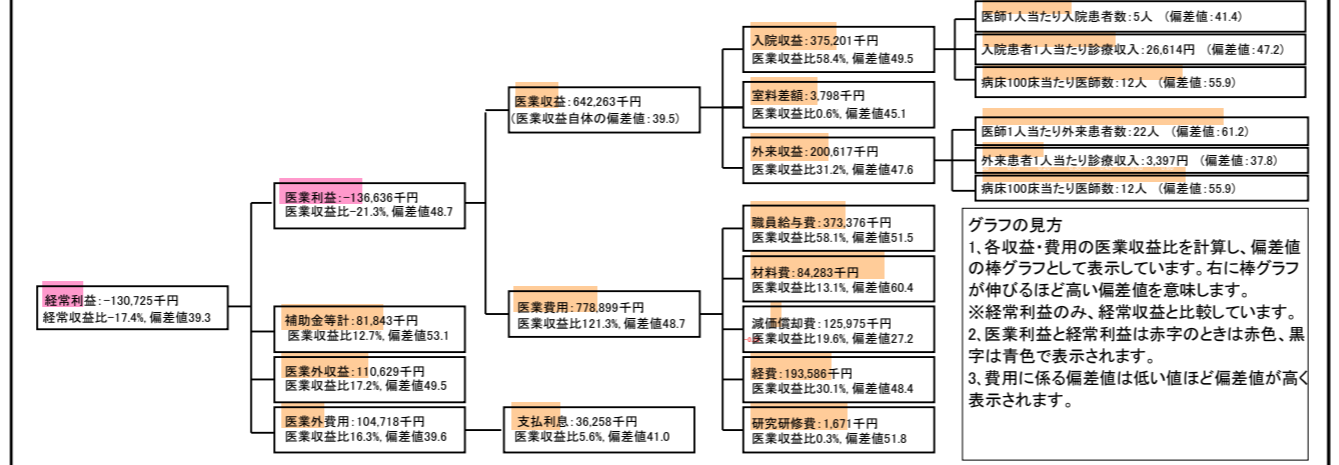 経常利益:-130,725千円
経常収益比-17.4%, 偏差値39.3
医業利益:-136,636千円
医業収益比-21.3%, 偏差値48.7
補助金等計:81,843千円
医業収益比12.7%, 偏差値53.1
医業外収益:110,629千円
医業収益比17.2%, 偏差値49.5
医業外費用:104,718千円
医業収益比16.3%, 偏差値39.6
医業収益:642,263千円
(医業収益自体の偏差値:39.5)
医業費用:778,899千円
医業収益比121.3%, 偏差値48.7
支払利息:36,258千円
医業収益比5.6%, 偏差値41.0
入院収益:375,201千円
医業収益比58.4%, 偏差値49.5
室料差額:3,798千円
医業収益比0.6%, 偏差値45.1
外来収益:200,617千円
医業収益比31.2%, 偏差値47.6
職員給与費:373,376千円
医業収益比58.1%, 偏差値51.5
材料費:84,283千円
医業収益比13.1%, 偏差値60.4
減価償却費:125,975千円
医業収益比19.6%, 偏差値27.2
経費:193,586千円
医業収益比30.1%, 偏差値48.4
研究研修費:1,671千円
医業収益比0.3%, 偏差値51.8
医師1人当たり入院患者数:5人 (偏差値:41.4)
入院患者1人当たり診療収入:26,614円 (偏差値:47.2)
病床100床当たり医師数:12人 (偏差値:55.9)
医師1人当たり外来患者数:22人 (偏差値:61.2)
外来患者1人当たり診療収入:3,397円 (偏差値:37.8)
病床100床当たり医師数:12人 (偏差値:55.9)
グラフの見方
1、各収益・費用の医業収益比を計算し、偏差値
の棒グラフとして表示しています。右に棒グラフ
が伸びるほど高い偏差値を意味します。
※経常利益のみ、経常収益と比較しています。
2、医業利益と経常利益は赤字のときは赤色、黒
字は青色で表示されます。
3、費用に係る偏差値は低い値ほど偏差値が高く
表示されます。